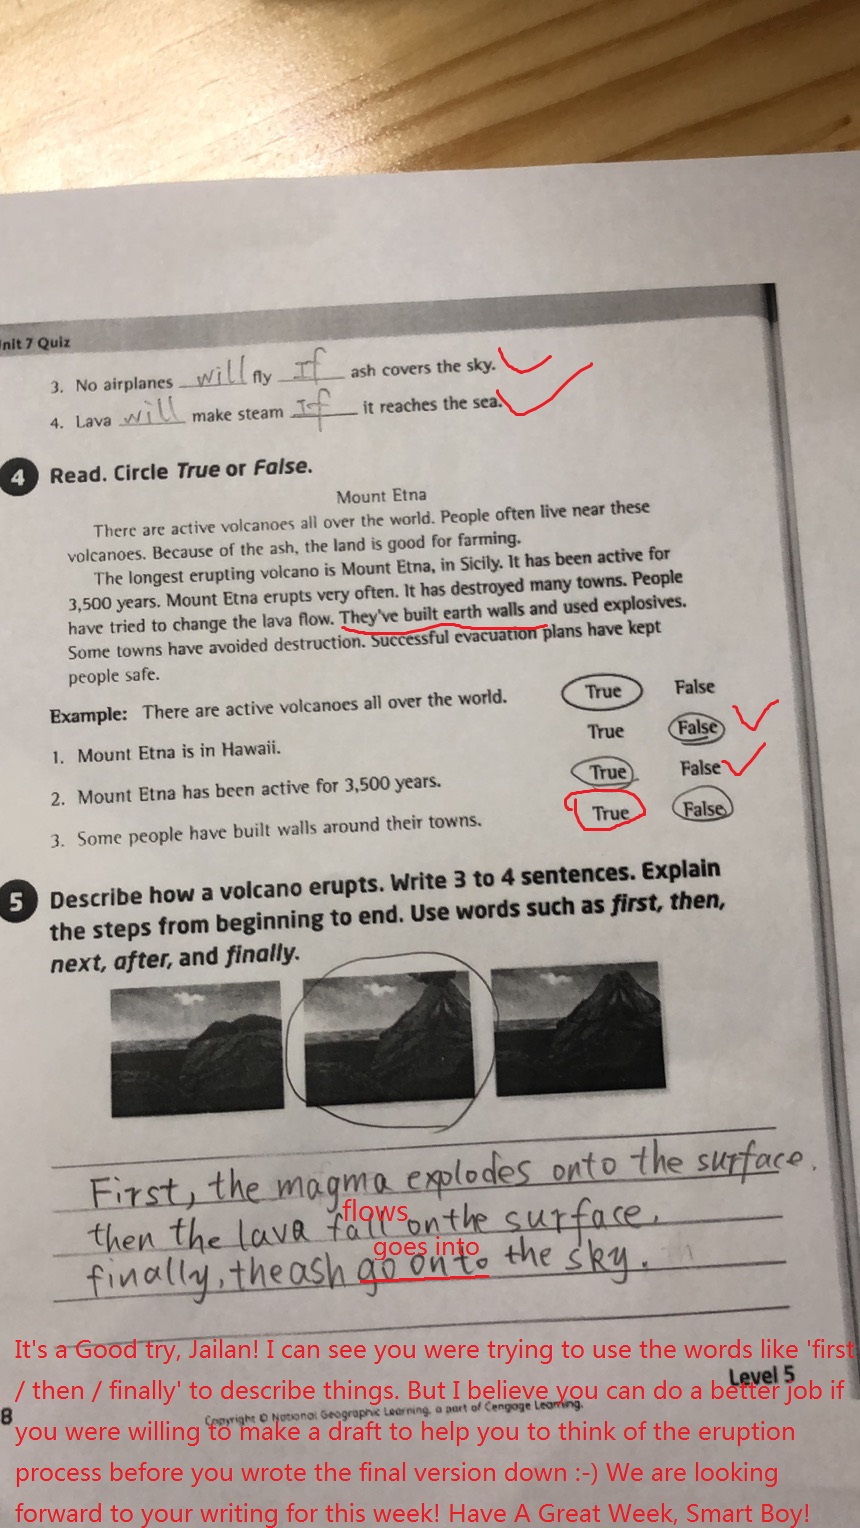 Unit 7 Quiz
3. No airplanes will fly If ash covers the sky.
4. Lava will make steam If it reaches the sea.
4 Read. Circle True or False.
Mount Etna
There are active volcanoes all over the world. People often live near these
volcanoes. Because of the ash, the land is good for farming.
The longest erupting volcano is Mount Etna, in Sicily. It has been active for
3,500 years. Mount Etna erupts very often. It has destroyed many towns. People
have tried to change the lava flow. They've built earth walls and used explosives.
Some towns have avoided destruction. Successful evacuation plans have kept
people safe.
Example: There are active volcanoes all over the world. True False
1. Mount Etna is in Hawaii. True False
2. Mount Etna has been active for 3,500 years. True False
3. Some people have built walls around their towns. True False
5 Describe how a volcano erupts. Write 3 to 4 sentences. Explain
the steps from beginning to end. Use words such as first, then,
next, after, and finally.
First, the magma explodes onto the surface.
flows
then the lava fall on the surface.
goes into
finally, the ash go onto the sky.
It's a Good try, Jailan! I can see you were trying to use the words like 'first
Level 5
/ then / finally' to describe things. But I believe you can do a better job if
8
Copyright © National Geographic Learning, a part of Cengage Learning.
you were willing to make a draft to help you to think of the eruption
process before you wrote the final version down :-) We are looking
forward to your writing for this week! Have A Great Week, Smart Boy!